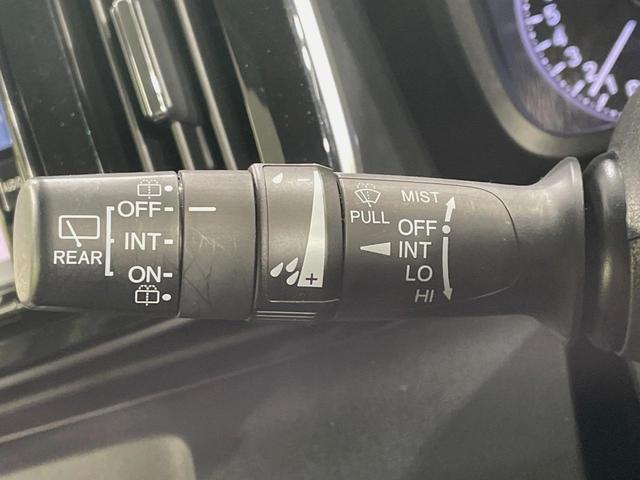 REAR
OFF
INT
ON
- +
PULL
MIST
OFF
INT
LO
HI